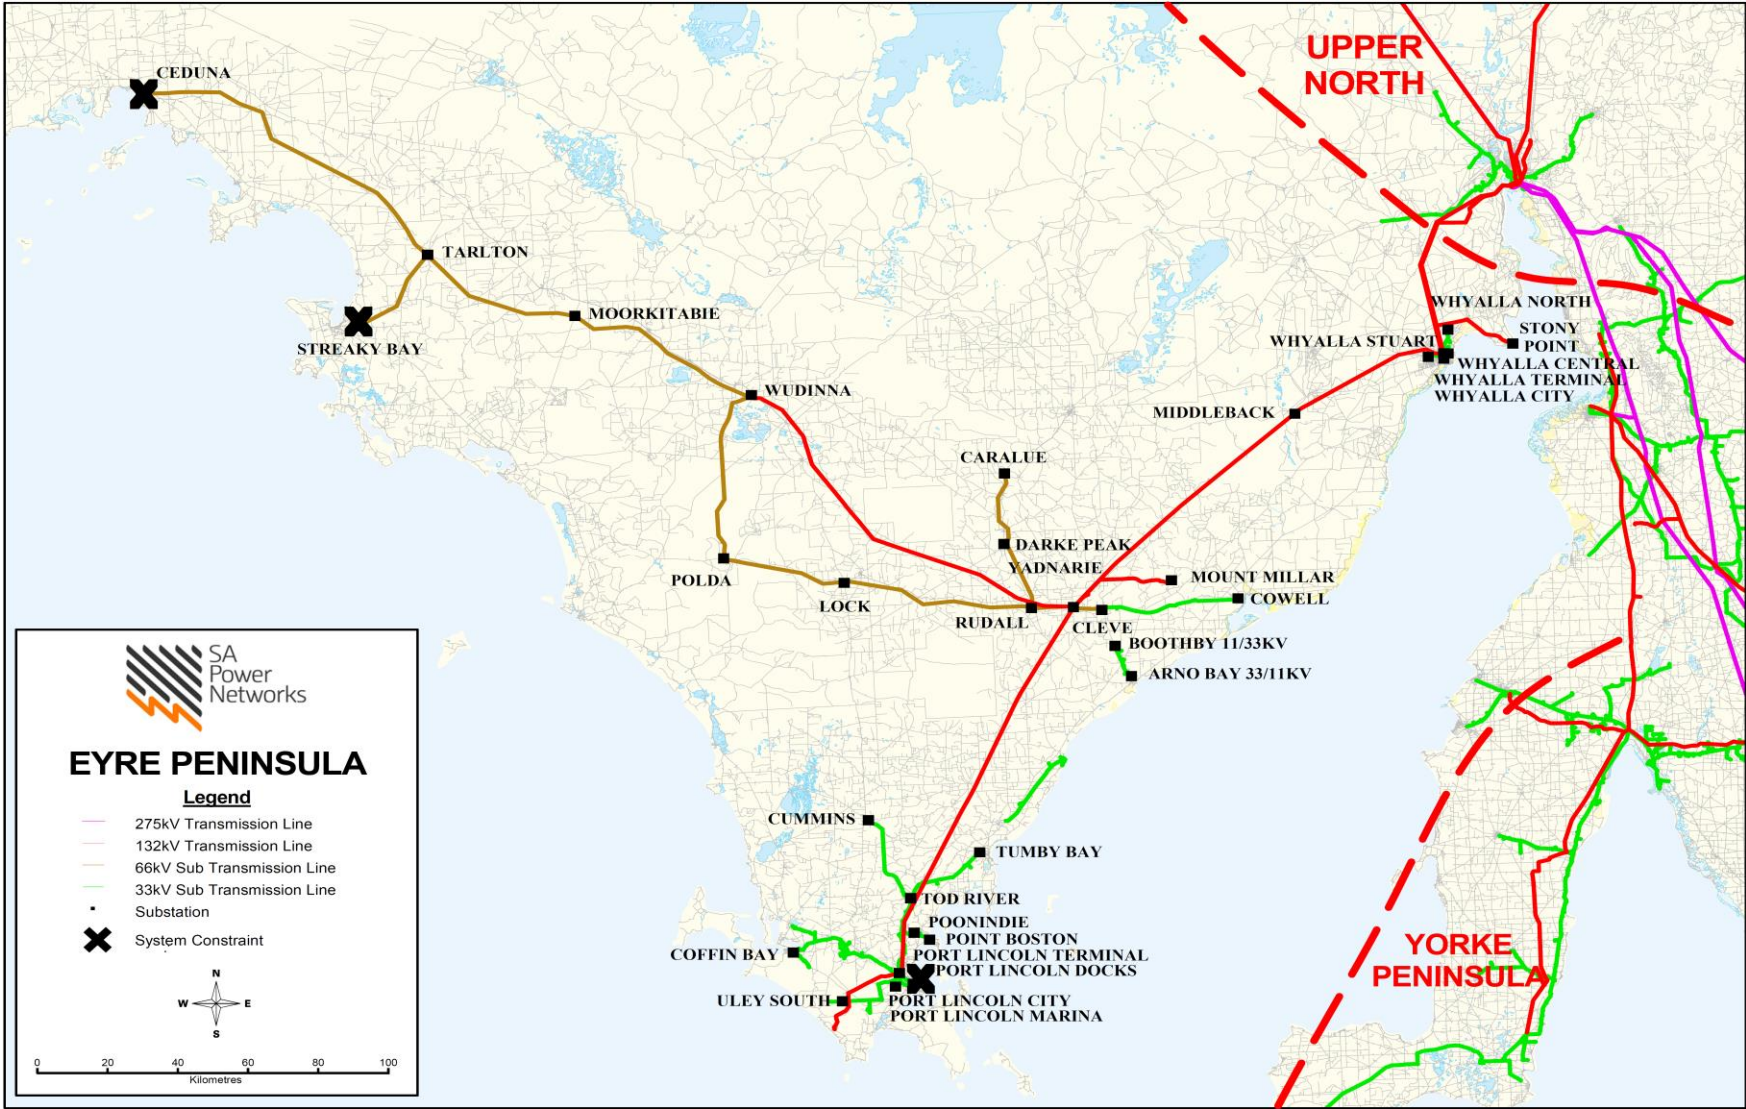 UPPER
NORTH
CEDUNA
TARLTON
MOORKITABIE
STREAKY BAY
WHYALLA NORTH
STONY
POINT
WHYALLA STUART
WHYALLA CENTRAL
WHYALLA TERMINAL
WHYALLA CITY
WUDINNA
MIDDLEBACK
CARALUE
DARKE PEAK
YADNARIE
POLDA
LOCK
RUDALL
MOUNT MILLAR
COWELL
CLEVE
BOOTHBY 11/33KV
ARNO BAY 33/11KV
CUMMINS
TUMBY BAY
TOD RIVER
POONINDIE
POINT BOSTON
COFFIN BAY
PORT LINCOLN TERMINAL
PORT LINCOLN DOCKS
ULEY SOUTH
PORT LINCOLN CITY
PORT LINCOLN MARINA
YORKE
PENINSULA
SA
Power
Networks
EYRE PENINSULA
Legend
275kV Transmission Line
132kV Transmission Line
66kV Sub Transmission Line
33kV Sub Transmission Line
Substation
System Constraint
N
W E
S
0 20 40 60 80 100
Kilometres